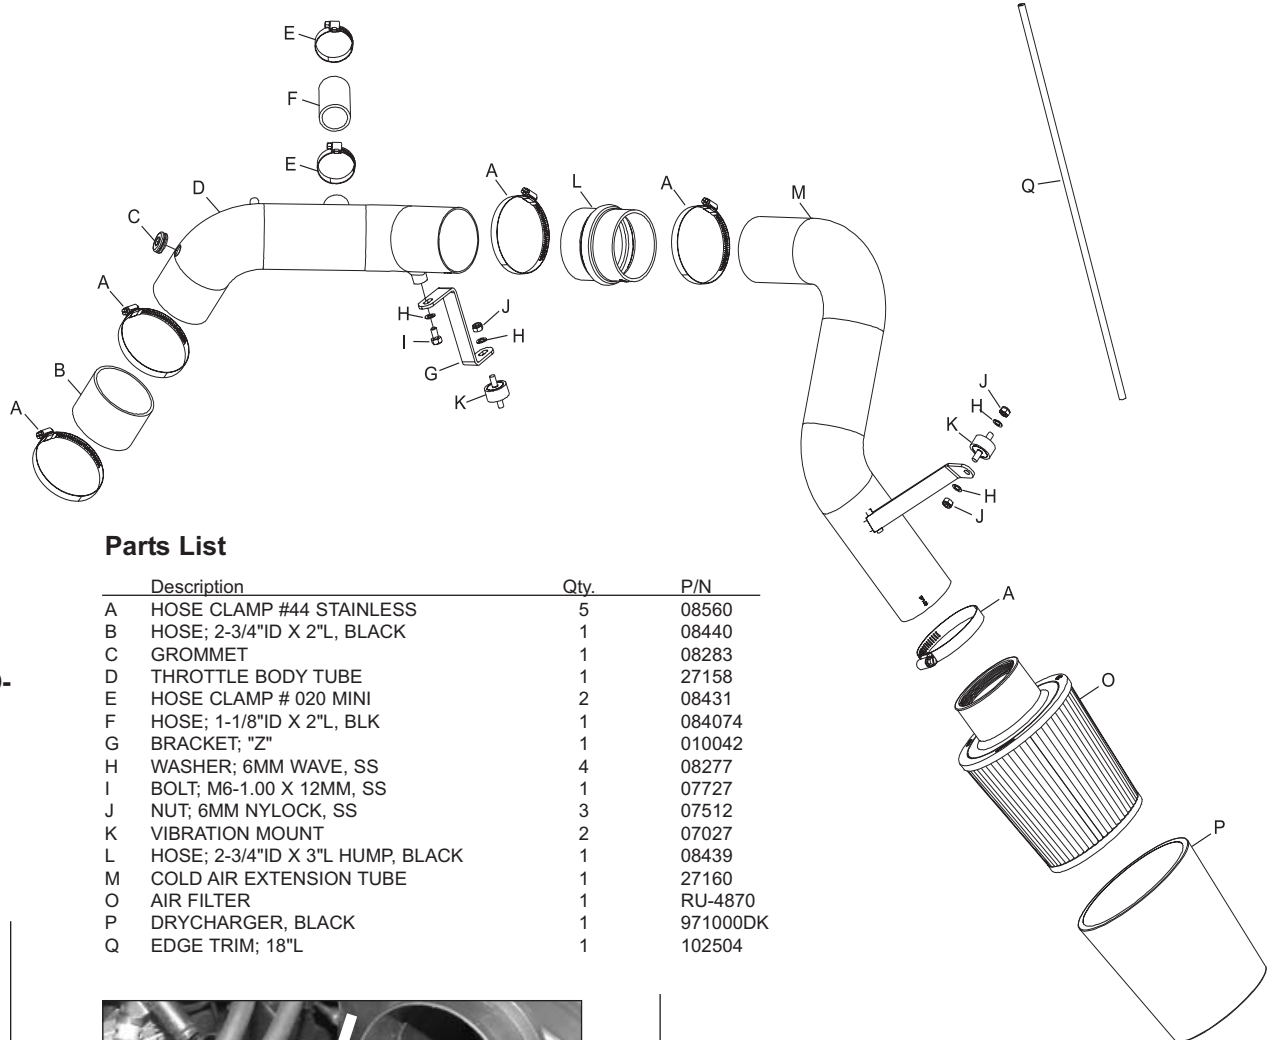 E
F
E
D
C
A
B
A
A
L
A
M
Q
H
I
J
H
G
K
J
H
K
H
J
A
O
P
Parts List
Description Qty. P/N
A HOSE CLAMP #44 STAINLESS 5 08560
B HOSE; 2-3/4"ID X 2"L, BLACK 1 08440
C GROMMET 1 08283
D THROTTLE BODY TUBE 1 27158
E HOSE CLAMP # 020 MINI 2 08431
F HOSE; 1-1/8"ID X 2"L, BLK 1 084074
G BRACKET; "Z" 1 010042
H WASHER; 6MM WAVE, SS 4 08277
I BOLT; M6-1.00 X 12MM, SS 1 07727
J NUT; 6MM NYLOCK, SS 3 07512
K VIBRATION MOUNT 2 07027
L HOSE; 2-3/4"ID X 3"L HUMP, BLACK 1 08439
M COLD AIR EXTENSION TUBE 1 27160
O AIR FILTER 1 RU-4870
P DRYCHARGER, BLACK 1 971000DK
Q EDGE TRIM; 18"L 1 102504